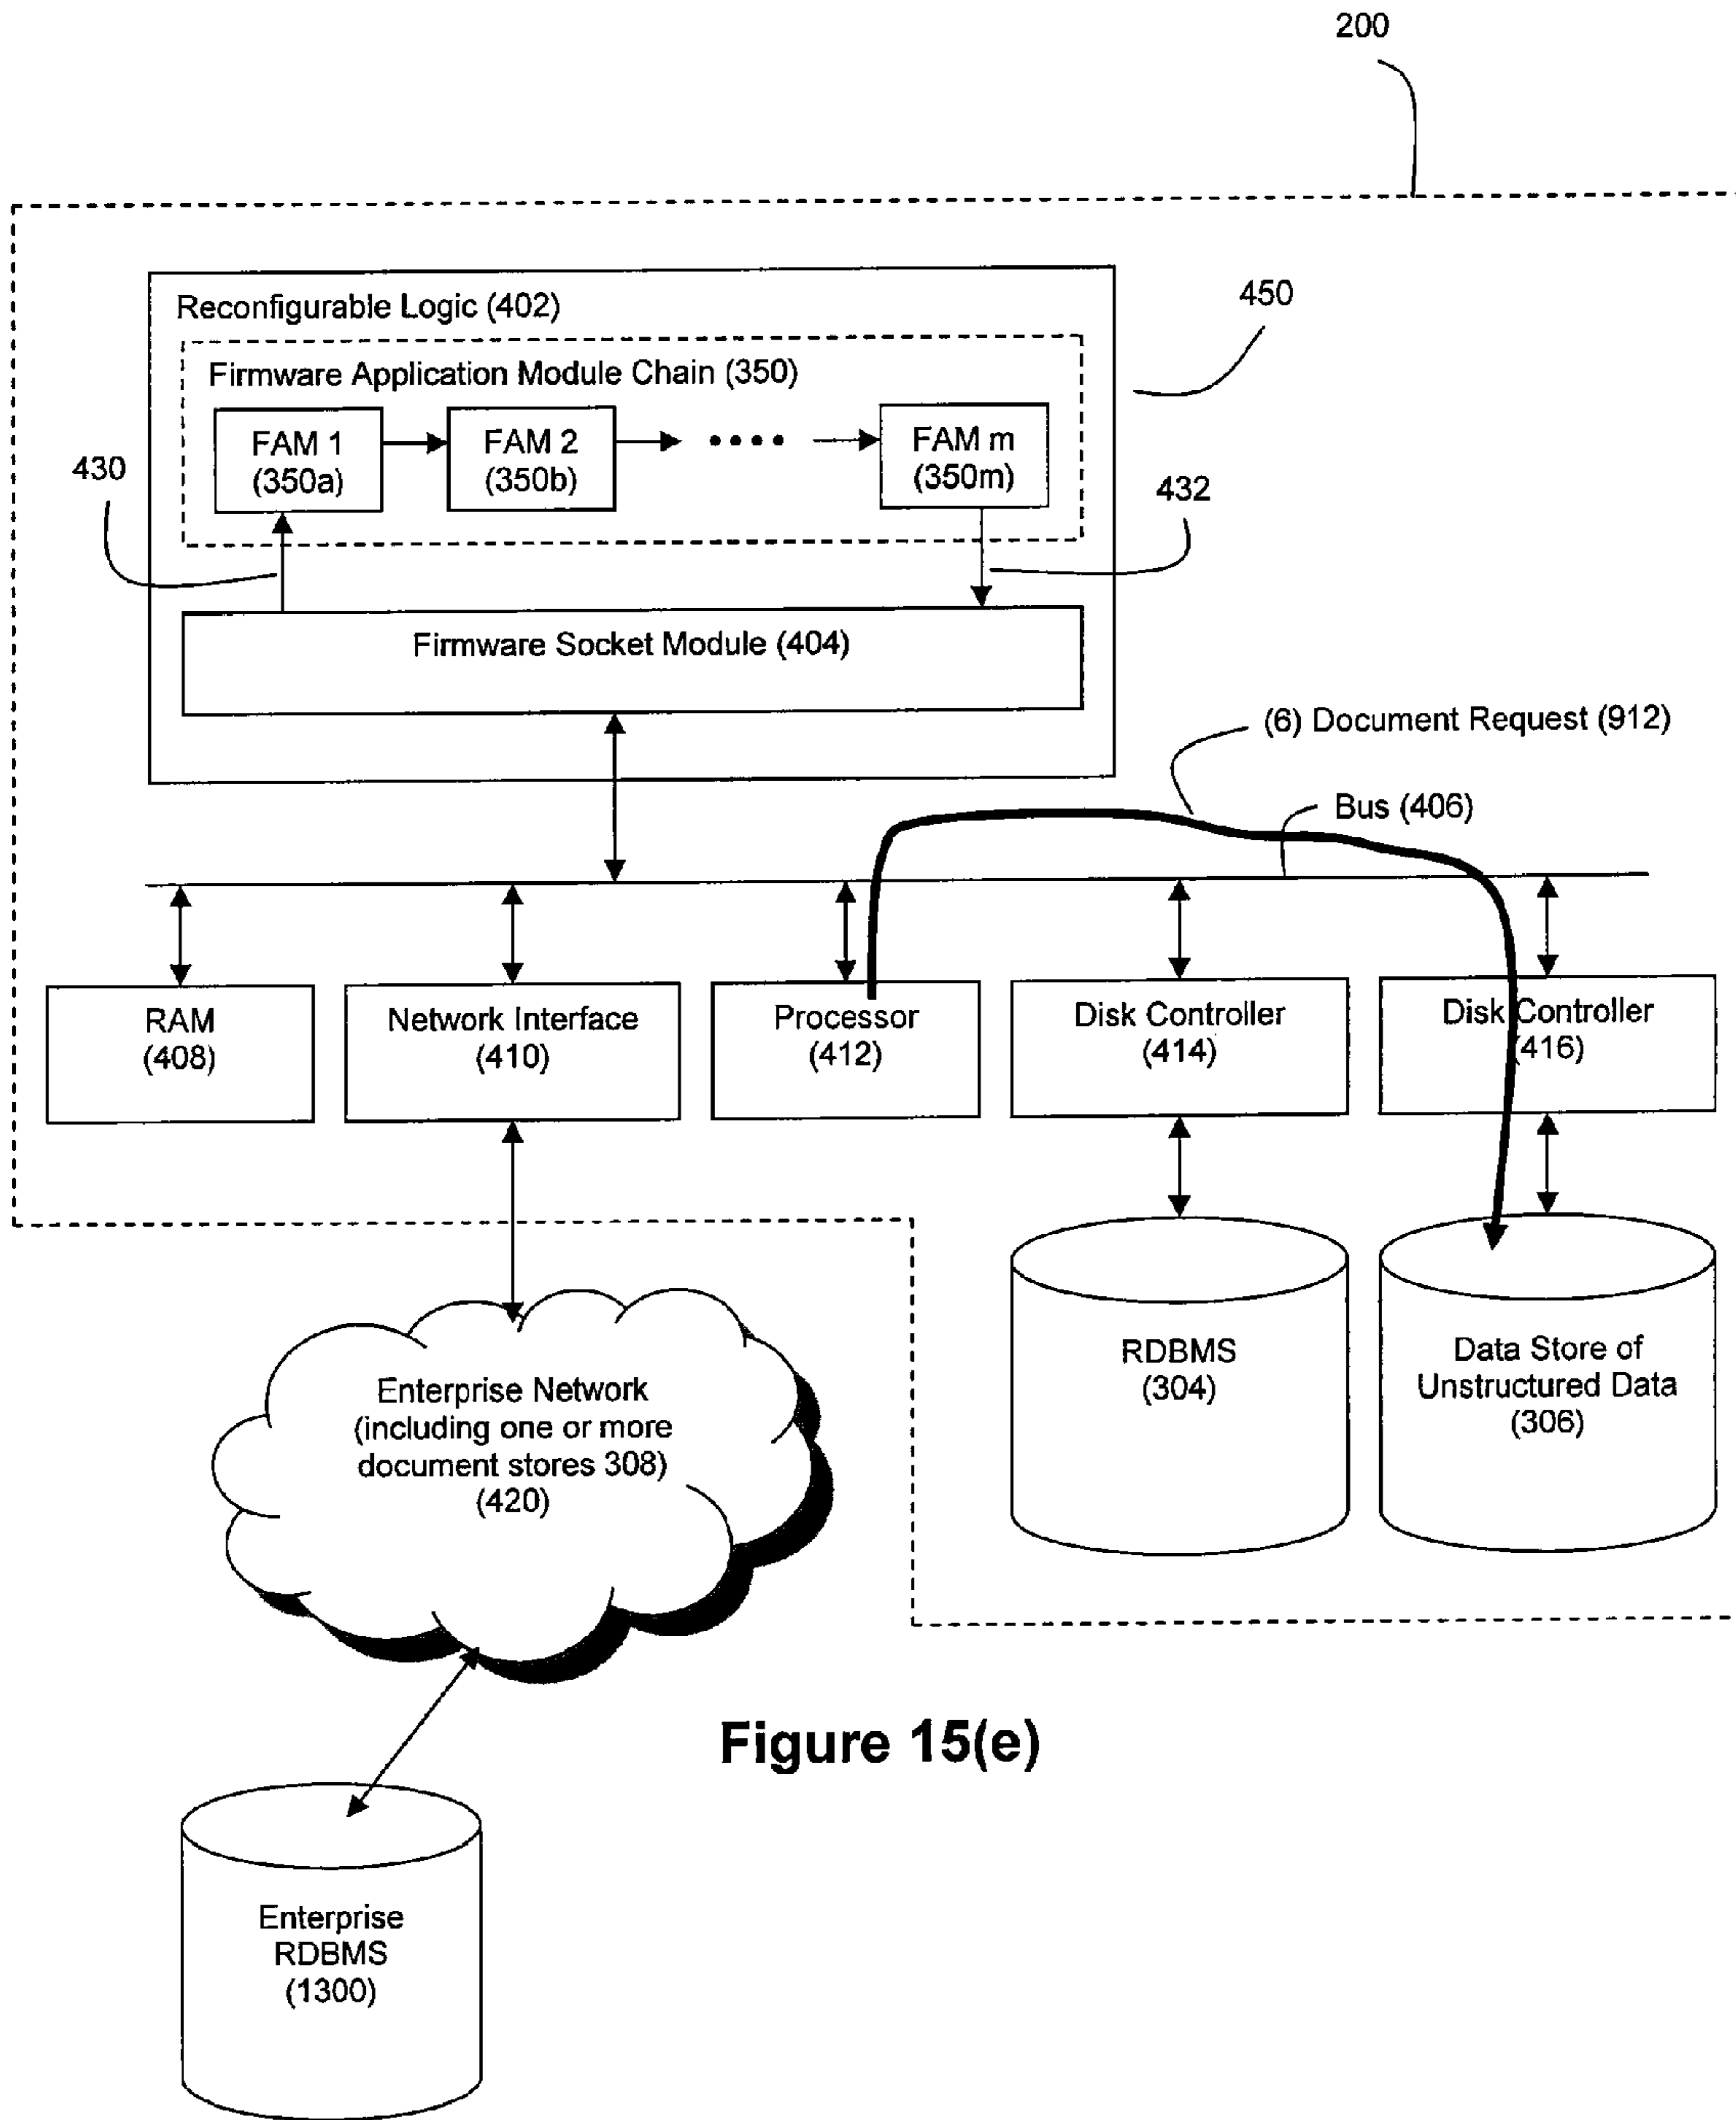 200
Reconfigurable Logic (402)
450
Firmware Application Module Chain (350)
FAM 1
(350a)
FAM 2
(350b)
••••
FAM m
(350m)
430
432
Firmware Socket Module (404)
(6) Document Request (912)
Bus (406)
RAM
(408)
Network Interface
(410)
Processor
(412)
Disk Controller
(414)
Disk Controller
(416)
RDBMS
(304)
Data Store of
Unstructured Data
(306)
Enterprise Network
(including one or more
document stores 308)
(420)
Figure 15(e)
Enterprise
RDBMS
(1300)